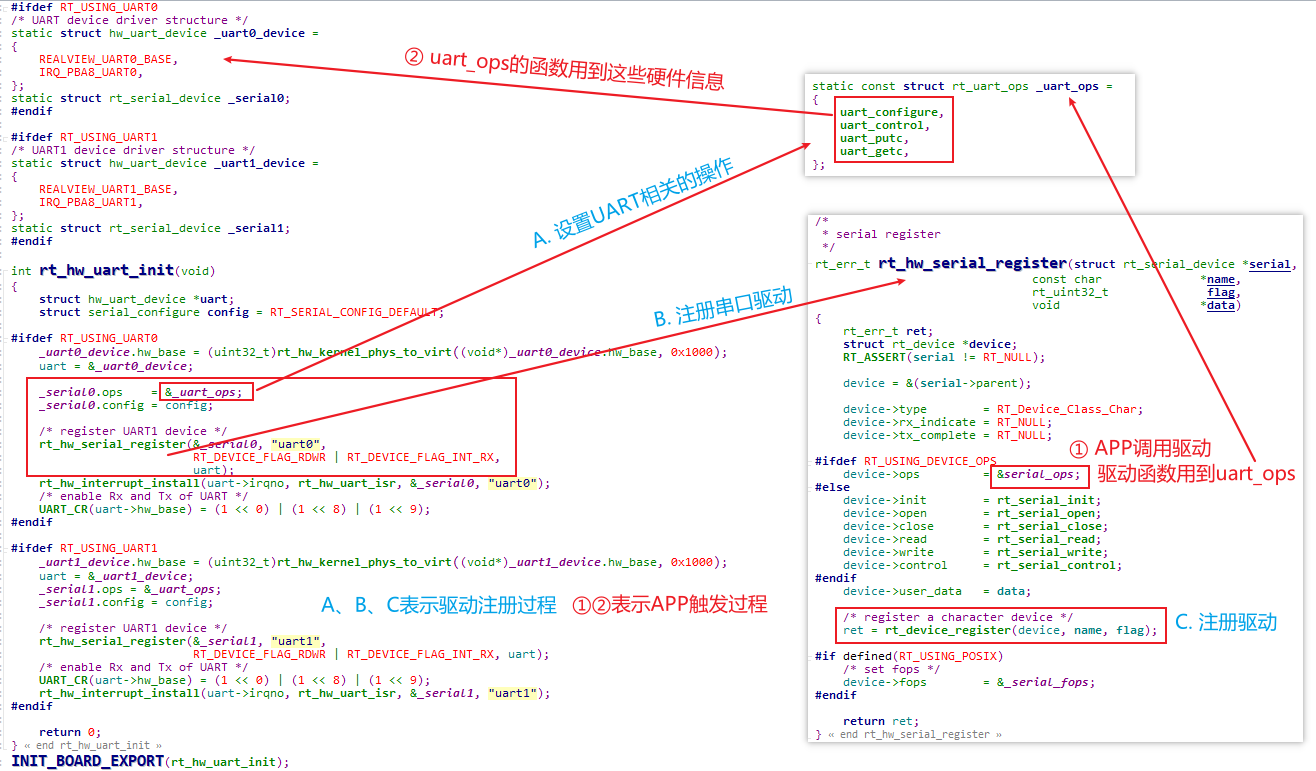 #ifdef RT_USING_UART0
/* UART device driver structure */
static struct hw_uart_device _uart0_device =
{
    REALVIEW_UART0_BASE,
    IRQ_PBA8_UART0,
};
static struct rt_serial_device _serial0;
#endif

#ifdef RT_USING_UART1
/* UART1 device driver structure */
static struct hw_uart_device _uart1_device =
{
    REALVIEW_UART1_BASE,
    IRQ_PBA8_UART1,
};
static struct rt_serial_device _serial1;
#endif

int rt_hw_uart_init(void)
{
    struct hw_uart_device *uart;
    struct serial_configure config = RT_SERIAL_CONFIG_DEFAULT;

#ifdef RT_USING_UART0
    _uart0_device.hw_base = (uint32_t)rt_hw_kernel_phys_to_virt((void*)_uart0_device.hw_base, 0x1000);
    uart = &_uart0_device;

    _serial0.ops    = &_uart_ops;
    _serial0.config = config;

    /* register UART1 device */
    rt_hw_serial_register(&_serial0, "uart0",
                          RT_DEVICE_FLAG_RDWR | RT_DEVICE_FLAG_INT_RX,
                          uart);
    rt_hw_interrupt_install(uart->irqno, rt_hw_uart_isr, &_serial0, "uart0");
    /* enable Rx and Tx of UART */
    UART_CR(uart->hw_base) = (1 << 0) | (1 << 8) | (1 << 9);
#endif

#ifdef RT_USING_UART1
    _uart1_device.hw_base = (uint32_t)rt_hw_kernel_phys_to_virt((void*)_uart1_device.hw_base, 0x1000);
    uart = &_uart1_device;
    _serial1.ops = &_uart_ops;
    _serial1.config = config;

    /* register UART1 device */
    rt_hw_serial_register(&_serial1, "uart1",
                          RT_DEVICE_FLAG_RDWR | RT_DEVICE_FLAG_INT_RX, uart);
    /* enable Rx and Tx of UART */
    UART_CR(uart->hw_base) = (1 << 0) | (1 << 8) | (1 << 9);
    rt_hw_interrupt_install(uart->irqno, rt_hw_uart_isr, &_serial1, "uart1");
#endif

    return 0;
} « end rt_hw_uart_init »
INIT_BOARD_EXPORT(rt_hw_uart_init);
② uart_ops的函数用到这些硬件信息
A. 设置UART相关的操作
B. 注册串口驱动
A、B、C表示驱动注册过程 ①②表示APP触发过程
static const struct rt_uart_ops _uart_ops =
{
    uart_configure,
    uart_control,
    uart_putc,
    uart_getc,
};
/*
 * serial register
 */
rt_err_t rt_hw_serial_register(struct rt_serial_device *serial,
                               const char              *name,
                               rt_uint32_t              flag,
                               void                    *data)
{
    rt_err_t ret;
    struct rt_device *device;
    RT_ASSERT(serial != RT_NULL);

    device = &(serial->parent);

    device->type        = RT_Device_Class_Char;
    device->rx_indicate = RT_NULL;
    device->tx_complete = RT_NULL;

#ifdef RT_USING_DEVICE_OPS
    device->ops         = &serial_ops;
#else
    device->init        = rt_serial_init;
    device->open        = rt_serial_open;
    device->close       = rt_serial_close;
    device->read        = rt_serial_read;
    device->write       = rt_serial_write;
    device->control     = rt_serial_control;
#endif
    device->user_data   = data;

    /* register a character device */
    ret = rt_device_register(device, name, flag);

#if defined(RT_USING_POSIX)
    /* set fops */
    device->fops        = &_serial_fops;
#endif

    return ret;
} « end rt_hw_serial_register »
① APP调用驱动
驱动函数用到uart_ops
C. 注册驱动